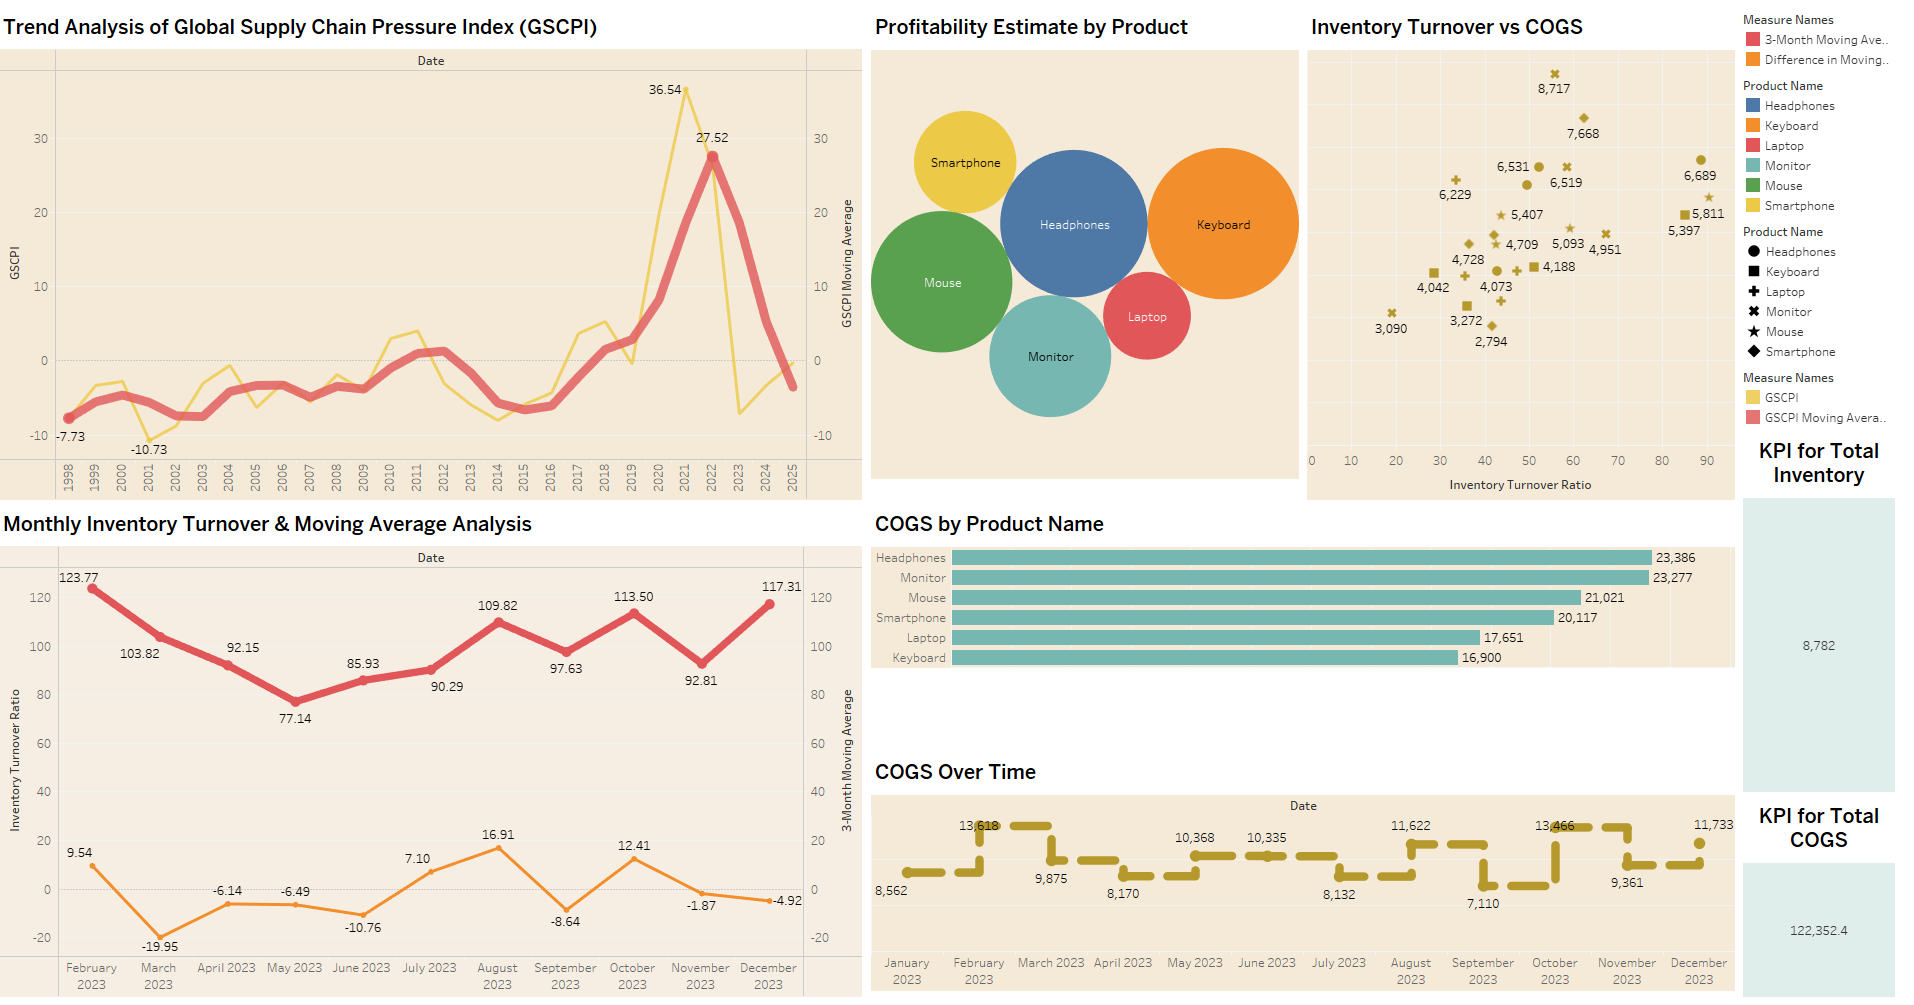 Trend Analysis of Global Supply Chain Pressure Index (GSCPI)
Date
GSCPI
30
20
10
0
-10
36.54
27.52
-7.73
-10.73
30
20
10
0
-10
GSCPI Moving Average
1998
1999
2000
2001
2002
2003
2004
2005
2006
2007
2008
2009
2010
2011
2012
2013
2014
2015
2016
2017
2018
2019
2020
2021
2022
2023
2024
2025
Profitability Estimate by Product
Smartphone
Headphones
Keyboard
Mouse
Laptop
Monitor
Inventory Turnover vs COGS
8,717
7,668
6,531
6,519
6,689
6,229
5,811
5,407
5,397
4,709
5,093
4,951
4,728
4,188
4,042
4,073
3,272
3,090
2,794
0
10
20
30
40
50
60
70
80
90
Inventory Turnover Ratio
Measure Names
3-Month Moving Ave..
Difference in Moving..
Product Name
Headphones
Keyboard
Laptop
Monitor
Mouse
Smartphone
Product Name
Headphones
Keyboard
Laptop
Monitor
Mouse
Smartphone
Measure Names
GSCPI
GSCPI Moving Avera..
KPI for Total
Inventory
8,782
KPI for Total
COGS
122,352.4
Monthly Inventory Turnover & Moving Average Analysis
Date
Inventory Turnover Ratio
120
100
80
60
40
20
0
-20
123.77
103.82
92.15
77.14
85.93
90.29
109.82
97.63
113.50
92.81
117.31
9.54
-19.95
-6.14
-6.49
-10.76
7.10
16.91
-8.64
12.41
-1.87
-4.92
120
100
80
60
40
20
0
-20
3-Month Moving Average
February
2023
March
2023
April 2023
May 2023
June 2023
July 2023
August
2023
September
2023
October
2023
November
2023
December
2023
COGS by Product Name
Headphones 23,386
Monitor 23,277
Mouse 21,021
Smartphone 20,117
Laptop 17,651
Keyboard 16,900
COGS Over Time
Date
8,562
13,618
9,875
8,170
10,368
10,335
8,132
11,622
7,110
13,466
9,361
11,733
January
2023
February
2023
March 2023
April 2023
May 2023
June 2023
July 2023
August
2023
September
2023
October
2023
November
2023
December
2023